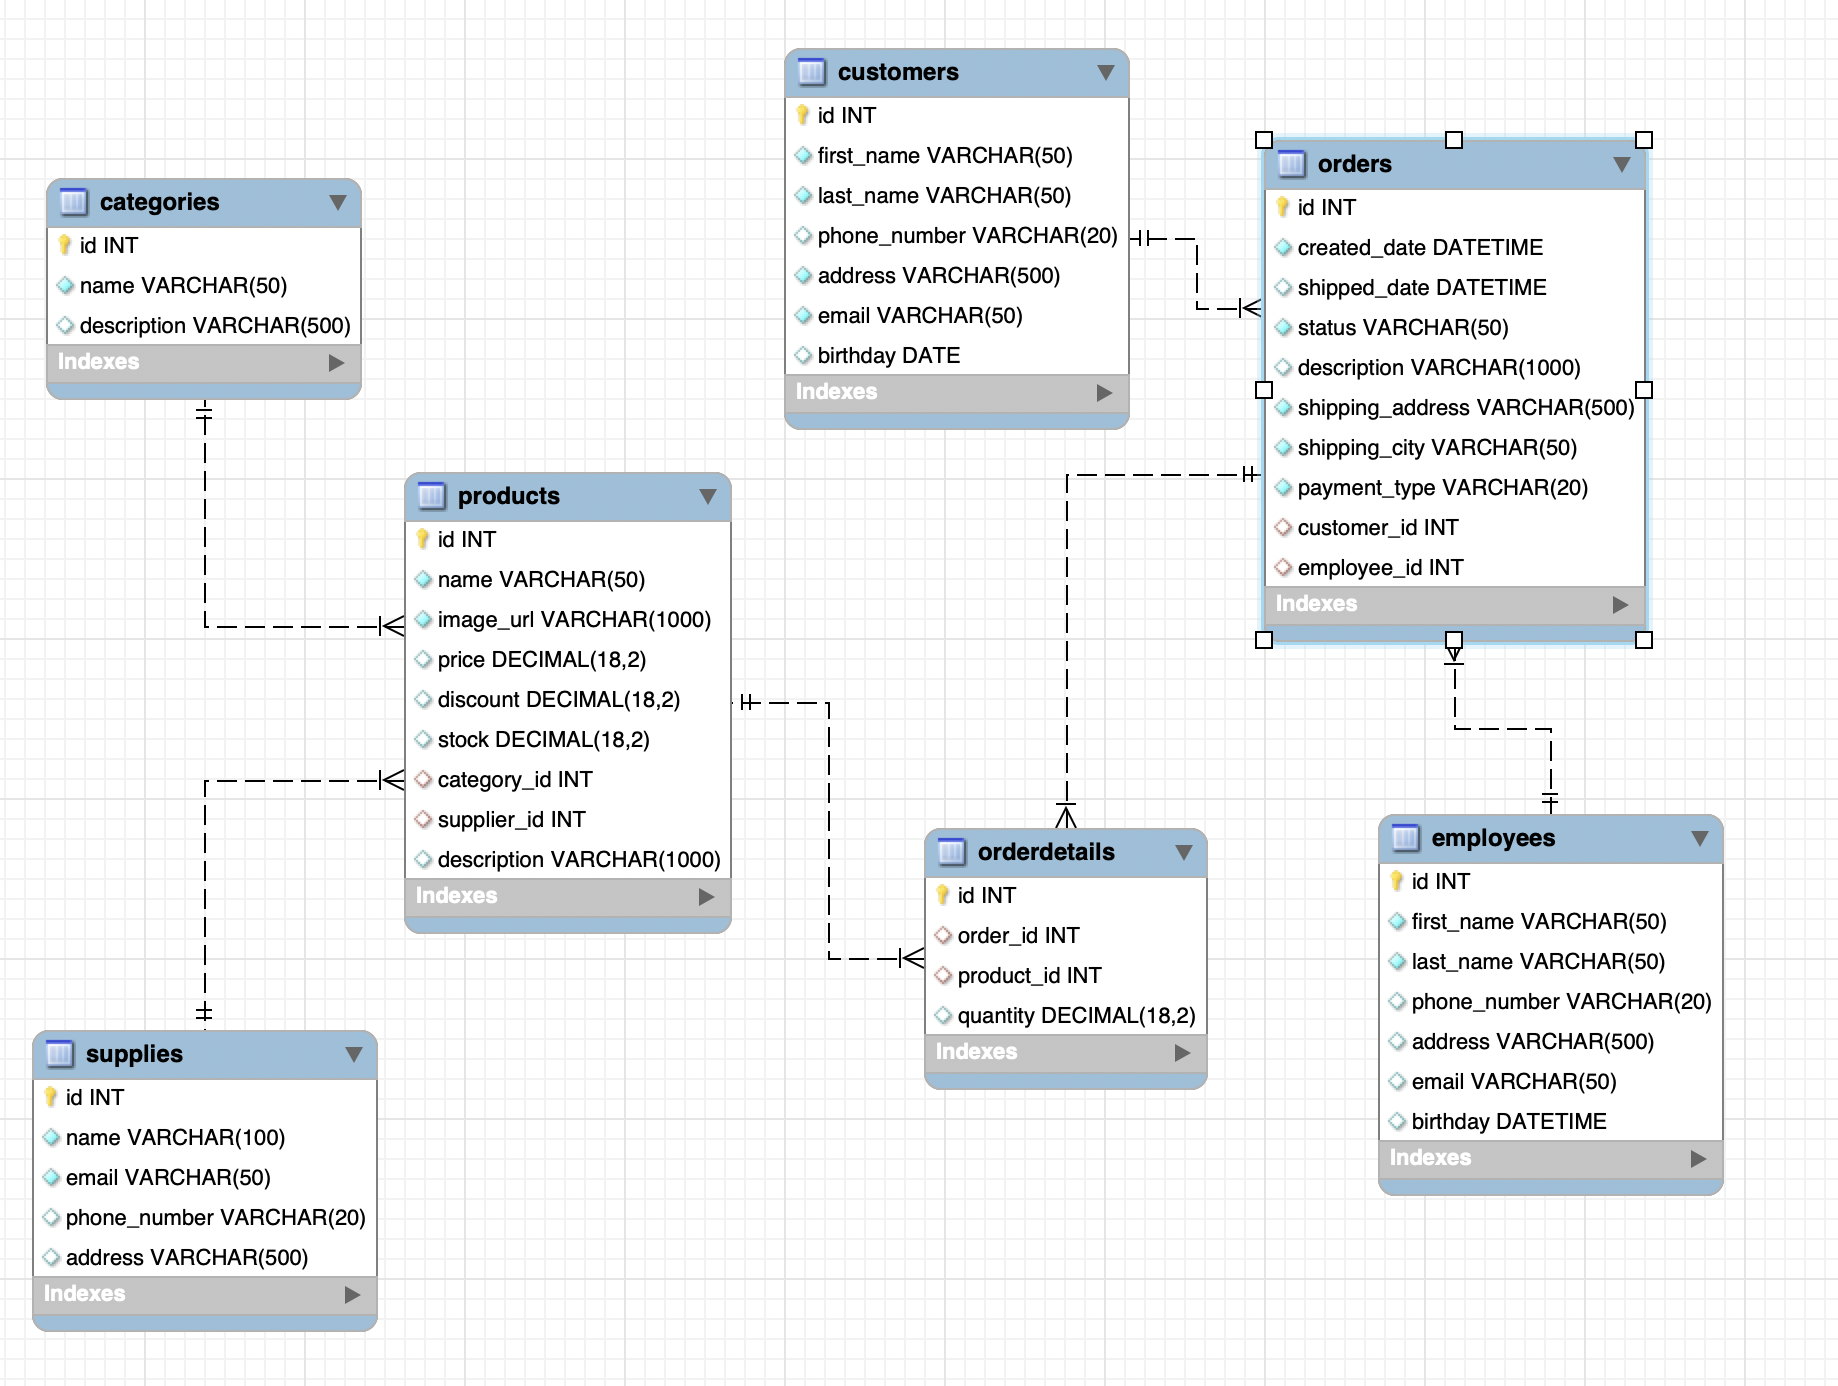 customers
id INT
first_name VARCHAR(50)
last_name VARCHAR(50)
phone_number VARCHAR(20)
address VARCHAR(500)
email VARCHAR(50)
birthday DATE
Indexes
orders
id INT
created_date DATETIME
shipped_date DATETIME
status VARCHAR(50)
description VARCHAR(1000)
shipping_address VARCHAR(500)
shipping_city VARCHAR(50)
payment_type VARCHAR(20)
customer_id INT
employee_id INT
Indexes
categories
id INT
name VARCHAR(50)
description VARCHAR(500)
Indexes
products
id INT
name VARCHAR(50)
image_url VARCHAR(1000)
price DECIMAL(18,2)
discount DECIMAL(18,2)
stock DECIMAL(18,2)
category_id INT
supplier_id INT
description VARCHAR(1000)
Indexes
orderdetails
id INT
order_id INT
product_id INT
quantity DECIMAL(18,2)
Indexes
employees
id INT
first_name VARCHAR(50)
last_name VARCHAR(50)
phone_number VARCHAR(20)
address VARCHAR(500)
email VARCHAR(50)
birthday DATETIME
Indexes
supplies
id INT
name VARCHAR(100)
email VARCHAR(50)
phone_number VARCHAR(20)
address VARCHAR(500)
Indexes